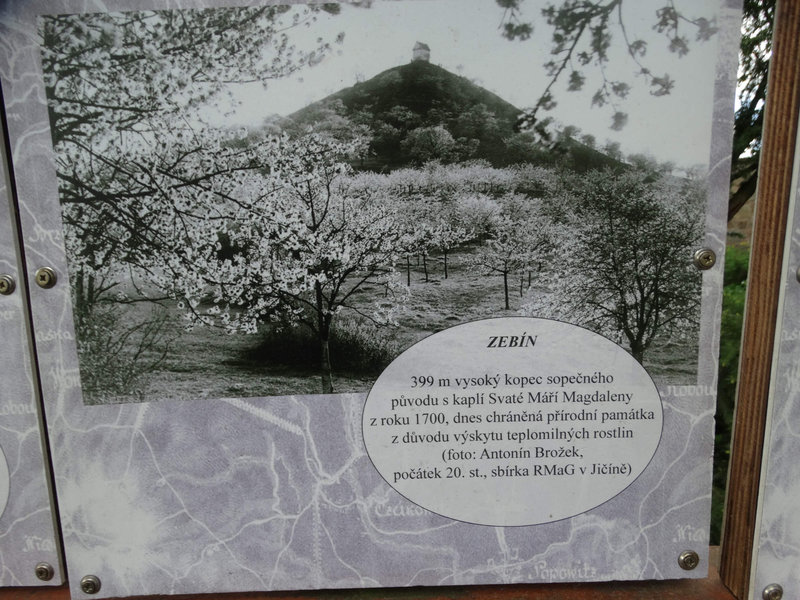 ZEBÍN
399 m vysoký kopec sopečného
původu s kaplí Svaté Máří Magdaleny
z roku 1700, dnes chráněná přírodní památka
z důvodu výskytu teplomilných rostlin
(foto: Antonín Brožek,
počátek 20. st., sbírka RMaG v Jičíně)
Popowitz